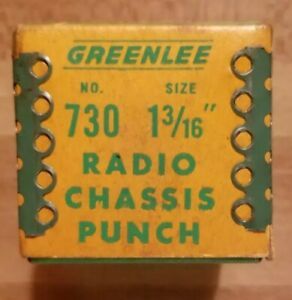 GREENLEE
NO. SIZE
730 1 3/16"
RADIO
CHASSIS
PUNCH